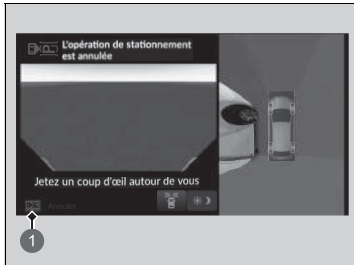 L'opération de stationnement
est annulée
Jetez un coup d'œil autour de vous
: Annuler
1